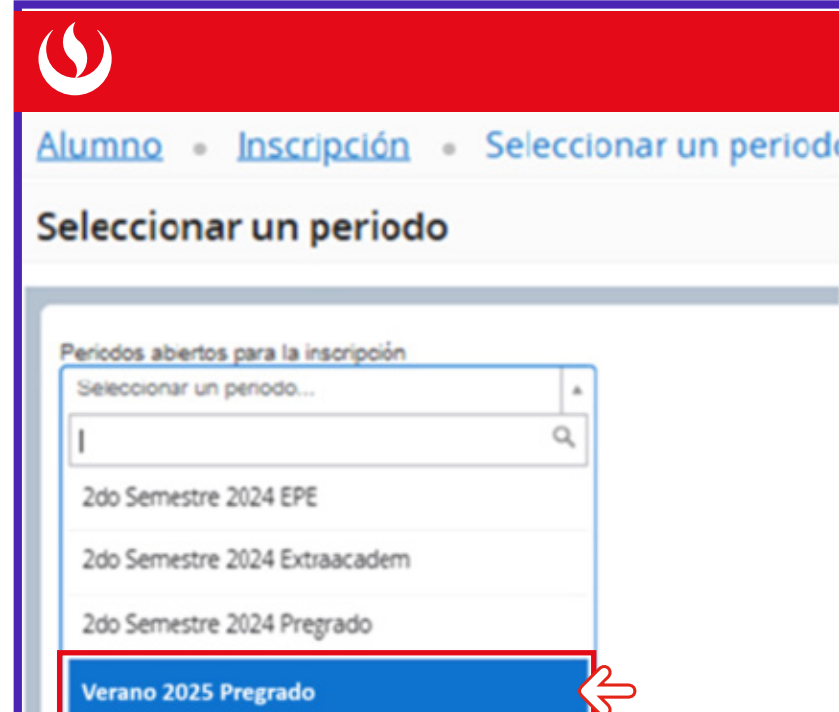 Alumno • Inscripción • Seleccionar un periodo
Seleccionar un periodo
Periodos abiertos para la inscripción
Seleccionar un periodo...
2do Semestre 2024 EPE
2do Semestre 2024 Extraacadem
2do Semestre 2024 Pregrado
Verano 2025 Pregrado